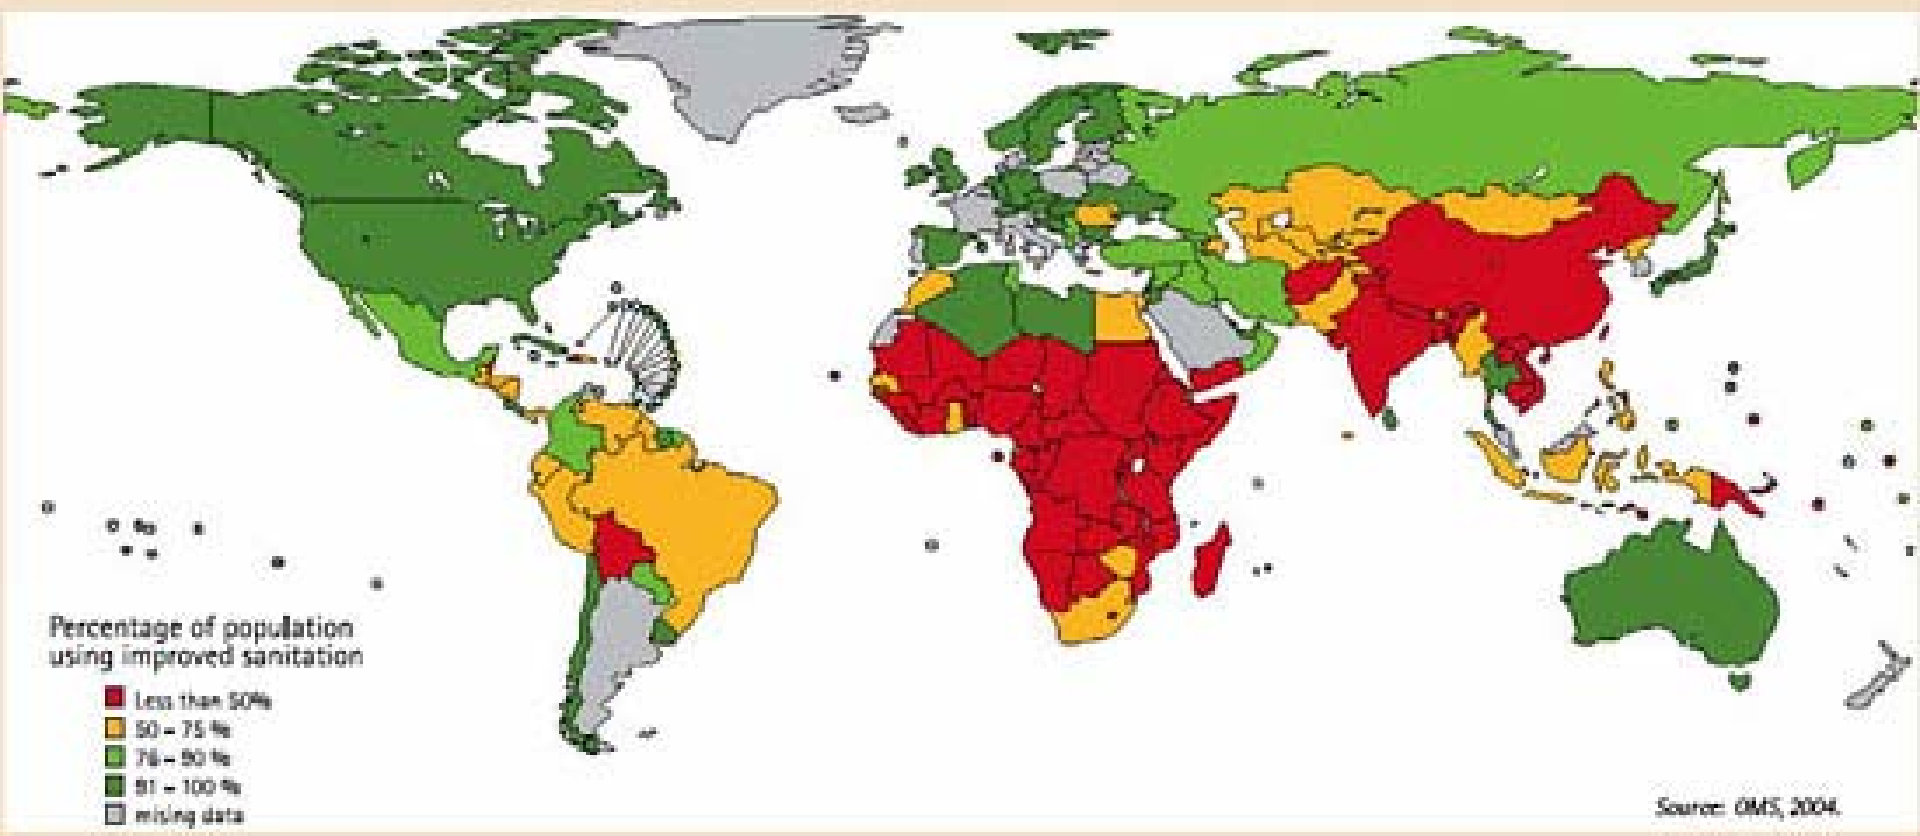 Percentage of population
using improved sanitation
Less than 50%
50 - 75 %
76 - 90 %
91 - 100 %
mising data
Source: OMS, 2004.